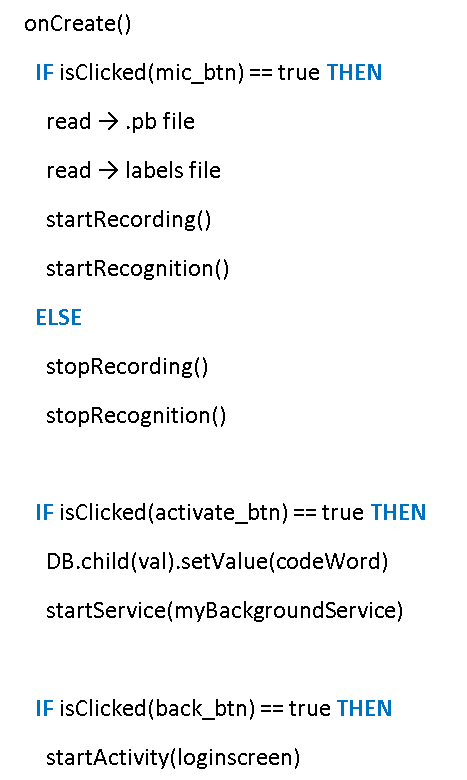 onCreate()
IF isClicked(mic_btn) == true THEN
read → .pb file
read → labels file
startRecording()
startRecognition()
ELSE
stopRecording()
stopRecognition()
IF isClicked(activate_btn) == true THEN
DB.child(val).setValue(codeWord)
startService(myBackgroundService)
IF isClicked(back_btn) == true THEN
startActivity(loginscreen)